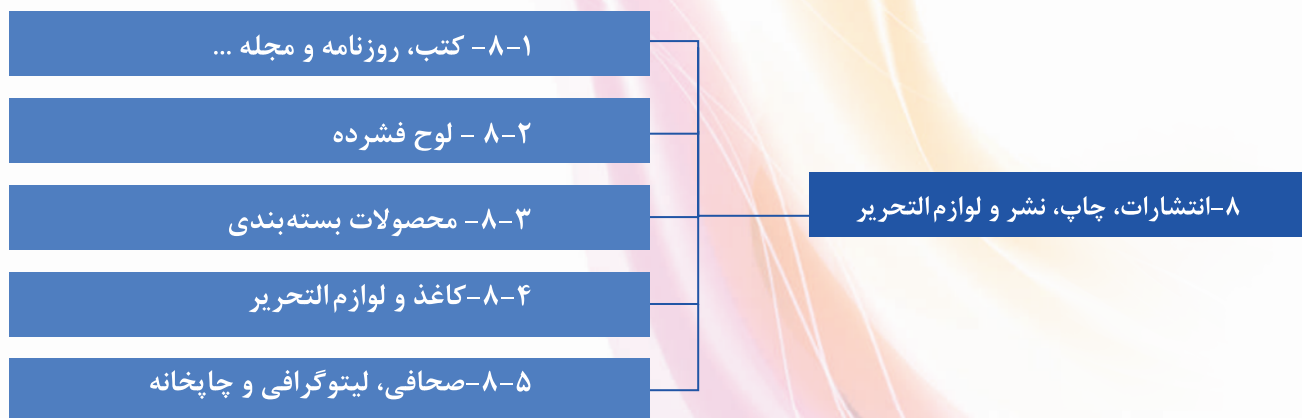 ۸-انتشارات، چاپ، نشر و لوازم‌التحریر
۸-۱- کتب، روزنامه و مجله ...
۸-۲ - لوح فشرده
۸-۳- محصولات بسته‌بندی
۸-۴-کاغذ و لوازم‌التحریر
۸-۵-صحافی، لیتوگرافی و چاپخانه